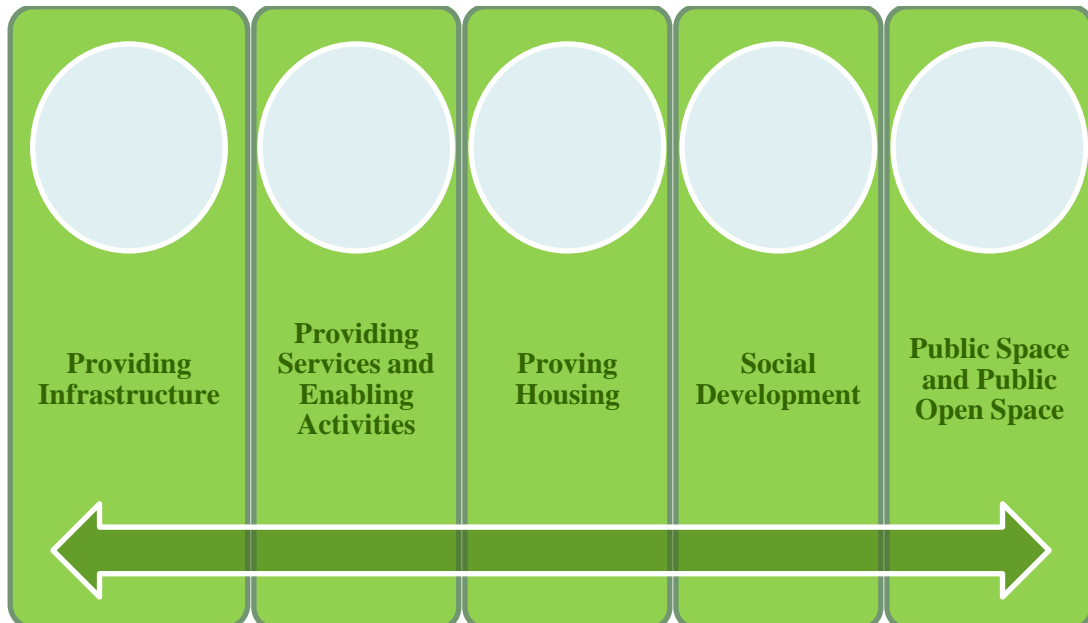 Providing
Infrastructure
Providing
Services and
Enabling
Activities
Proving
Housing
Social
Development
Public Space
and Public
Open Space